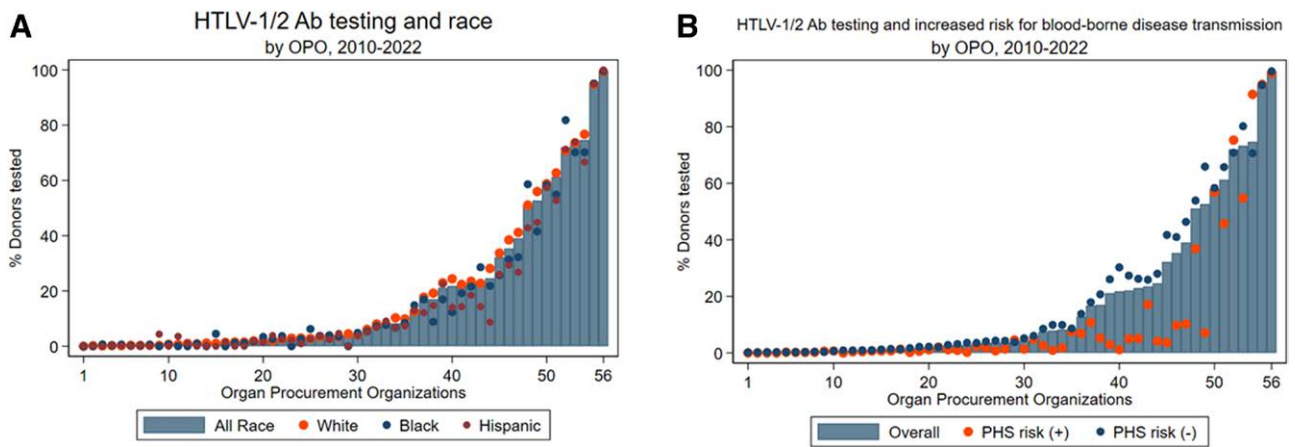 A
HTLV-1/2 Ab testing and race
by OPO, 2010-2022
% Donors tested
100
80
60
40
20
0
1
10
20
30
40
50
56
Organ Procurement Organizations
All Race
White
Black
Hispanic
B
HTLV-1/2 Ab testing and increased risk for blood-borne disease transmission
by OPO, 2010-2022
% Donors tested
100
80
60
40
20
0
1
10
20
30
40
50
56
Organ Procurement Organizations
Overall
PHS risk (+)
PHS risk (-)